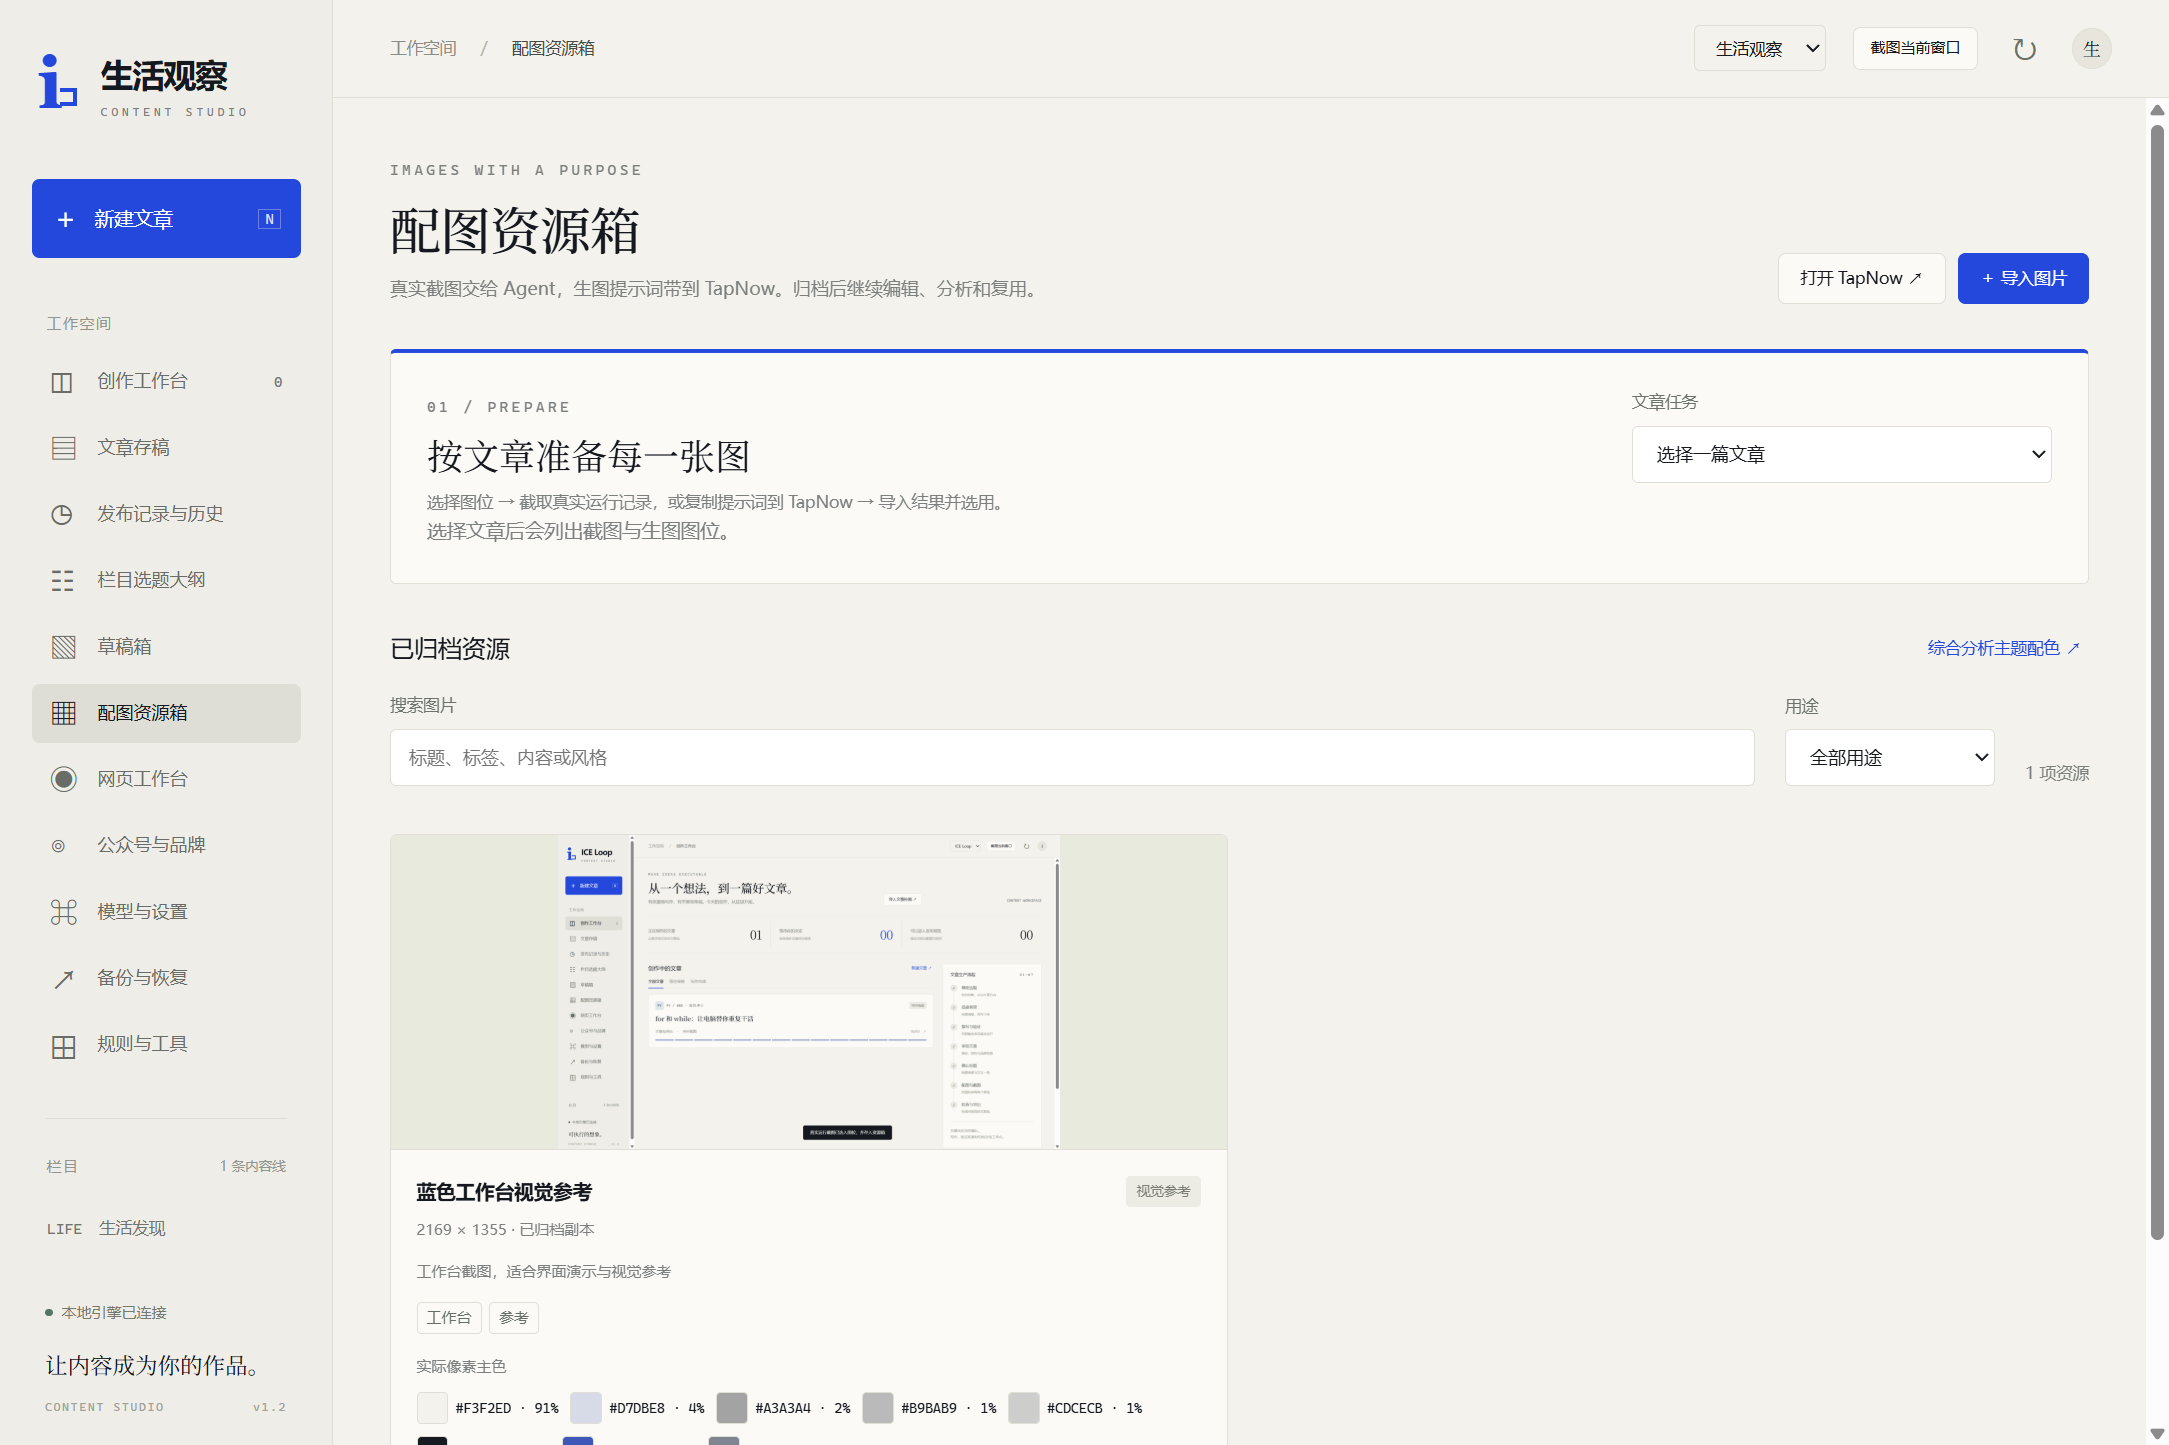 生活观察
CONTENT STUDIO
+ 新建文章 N
工作空间
创作工作台 0
文章存稿
发布记录与历史
栏目选题大纲
草稿箱
配图资源箱
网页工作台
公众号与品牌
模型与设置
备份与恢复
规则与工具
栏目 1 条内容线
LIFE 生活发现
本地引擎已连接
让内容成为你的作品。
CONTENT STUDIO v1.2
工作空间 / 配图资源箱
生活观察 截图当前窗口 生
IMAGES WITH A PURPOSE
配图资源箱
真实截图交给 Agent，生图提示词带到 TapNow。归档后继续编辑、分析和复用。
打开 TapNow ↗ + 导入图片
01 / PREPARE
按文章准备每一张图
选择图位 → 截取真实运行记录，或复制提示词到 TapNow → 导入结果并选用。
选择文章后会列出截图与生图图位。
文章任务
选择一篇文章
已归档资源
综合分析主题配色 ↗
搜索图片
标题、标签、内容或风格
用途
全部用途
1 项资源
ICE Loop
从一个想法，到一篇好文章。
01 00 00
for 和 while：让电脑替你重复干活
蓝色工作台视觉参考
视觉参考
2169 × 1355 · 已归档副本
工作台截图，适合界面演示与视觉参考
工作台 参考
实际像素主色
#F3F2ED · 91% #D7DBE8 · 4% #A3A3A4 · 2% #B9BAB9 · 1% #CDCECB · 1%